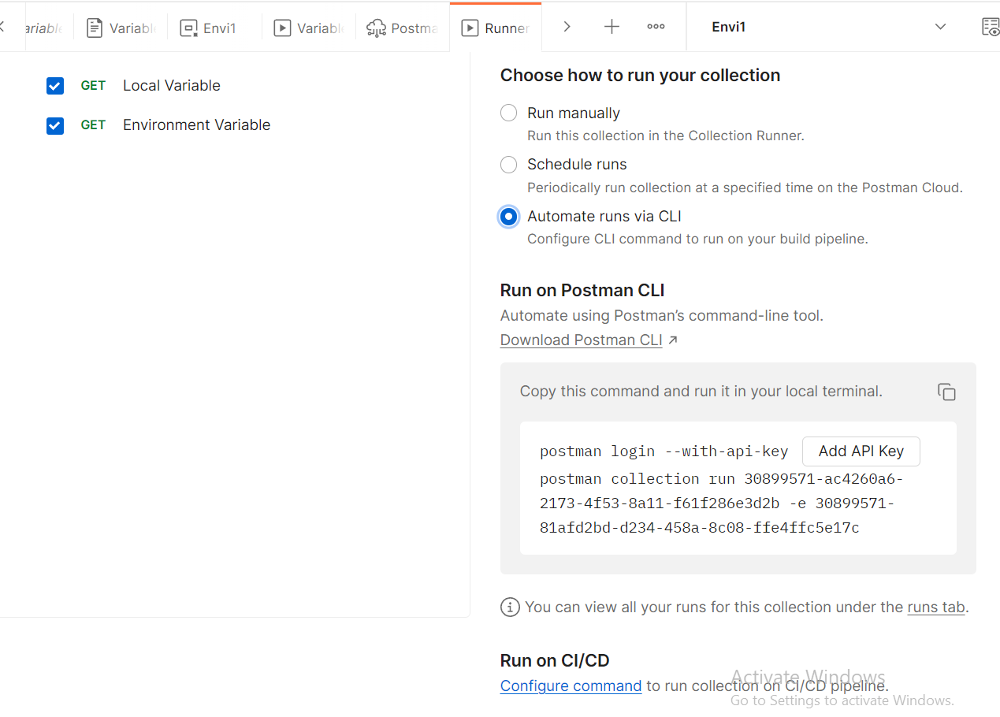 ariable
Variabl
Envi1
Variabl
Postma
Runner
Envi1
GET Local Variable
GET Environment Variable
Choose how to run your collection
Run manually
Run this collection in the Collection Runner.
Schedule runs
Periodically run collection at a specified time on the Postman Cloud.
Automate runs via CLI
Configure CLI command to run on your build pipeline.
Run on Postman CLI
Automate using Postman’s command-line tool.
Download Postman CLI ↗
Copy this command and run it in your local terminal.
postman login --with-api-key Add API Key
postman collection run 30899571-ac4260a6-
2173-4f53-8a11-f61f286e3d2b -e 30899571-
81afd2bd-d234-458a-8c08-ffe4ffc5e17c
You can view all your runs for this collection under the runs tab.
Run on CI/CD
Configure command to run collection on CI/CD pipeline.
Activate Windows
Go to Settings to activate Windows.